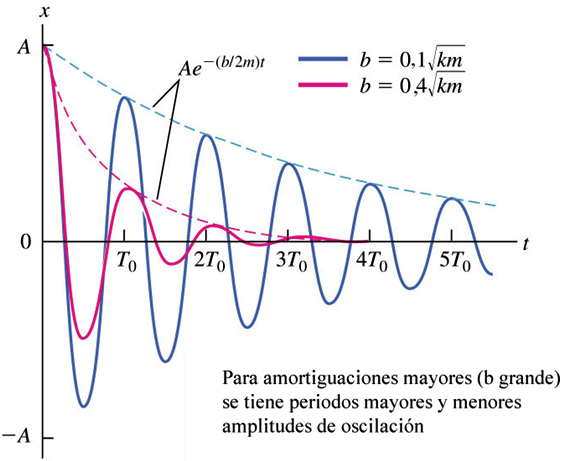 x
A
Ae^{-(b/2m)t}
b = 0,1√km
b = 0,4√km
0
T₀
2T₀
3T₀
4T₀
5T₀
t
Para amortiguaciones mayores (b grande)
se tiene periodos mayores y menores
amplitudes de oscilación
−A